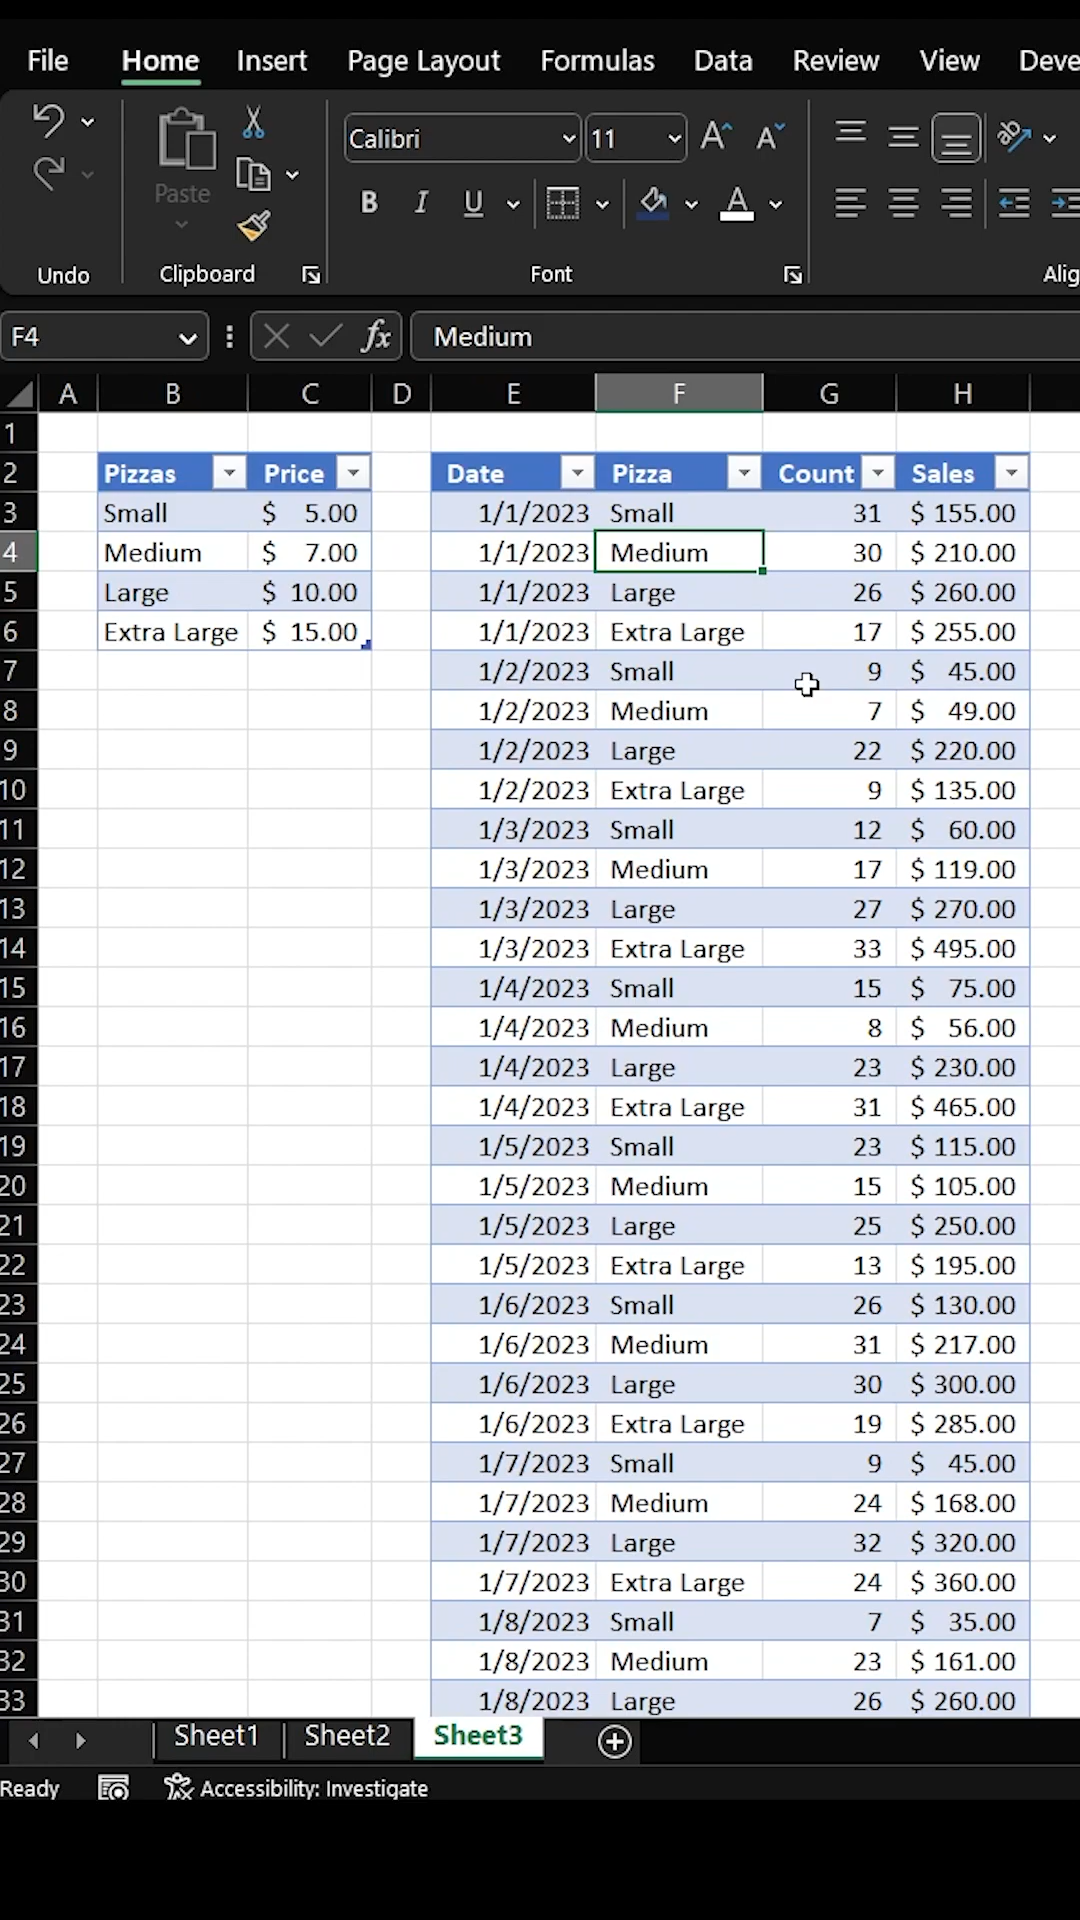 File Home Insert Page Layout Formulas Data Review View Deve
Calibri 11 A A
Paste B I U A
Undo Clipboard Font Alig
F4 fx Medium
A B C D E F G H
1
2 Pizzas Price Date Pizza Count Sales
3 Small $ 5.00 1/1/2023 Small 31 $ 155.00
4 Medium $ 7.00 1/1/2023 Medium 30 $ 210.00
5 Large $ 10.00 1/1/2023 Large 26 $ 260.00
6 Extra Large $ 15.00 1/1/2023 Extra Large 17 $ 255.00
7 1/2/2023 Small 9 $ 45.00
8 1/2/2023 Medium 7 $ 49.00
9 1/2/2023 Large 22 $ 220.00
10 1/2/2023 Extra Large 9 $ 135.00
11 1/3/2023 Small 12 $ 60.00
12 1/3/2023 Medium 17 $ 119.00
13 1/3/2023 Large 27 $ 270.00
14 1/3/2023 Extra Large 33 $ 495.00
15 1/4/2023 Small 15 $ 75.00
16 1/4/2023 Medium 8 $ 56.00
17 1/4/2023 Large 23 $ 230.00
18 1/4/2023 Extra Large 31 $ 465.00
19 1/5/2023 Small 23 $ 115.00
20 1/5/2023 Medium 15 $ 105.00
21 1/5/2023 Large 25 $ 250.00
22 1/5/2023 Extra Large 13 $ 195.00
23 1/6/2023 Small 26 $ 130.00
24 1/6/2023 Medium 31 $ 217.00
25 1/6/2023 Large 30 $ 300.00
26 1/6/2023 Extra Large 19 $ 285.00
27 1/7/2023 Small 9 $ 45.00
28 1/7/2023 Medium 24 $ 168.00
29 1/7/2023 Large 32 $ 320.00
30 1/7/2023 Extra Large 24 $ 360.00
31 1/8/2023 Small 7 $ 35.00
32 1/8/2023 Medium 23 $ 161.00
33 1/8/2023 Large 26 $ 260.00
Sheet1 Sheet2 Sheet3
Ready Accessibility: Investigate